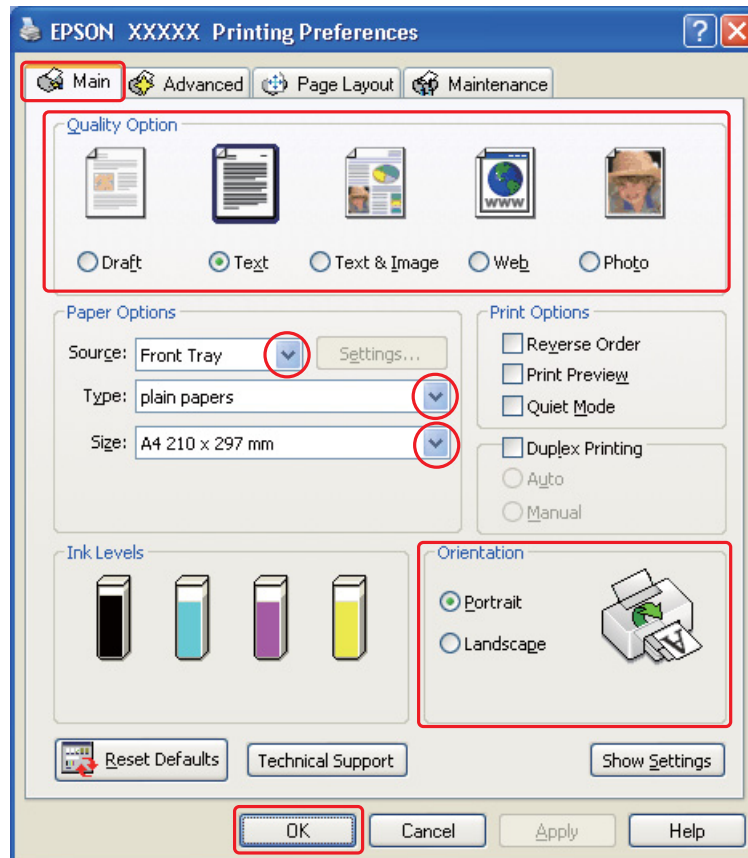 EPSON XXXXX Printing Preferences
Main Advanced Page Layout Maintenance
Quality Option
WWW
Draft Text Text & Image Web Photo
Paper Options
Source: Front Tray Settings...
Type: plain papers
Size: A4 210 x 297 mm
Print Options
Reverse Order
Print Preview
Quiet Mode
Duplex Printing
Auto
Manual
Ink Levels
Orientation
Portrait
Landscape
A
Reset Defaults Technical Support Show Settings
OK Cancel Apply Help